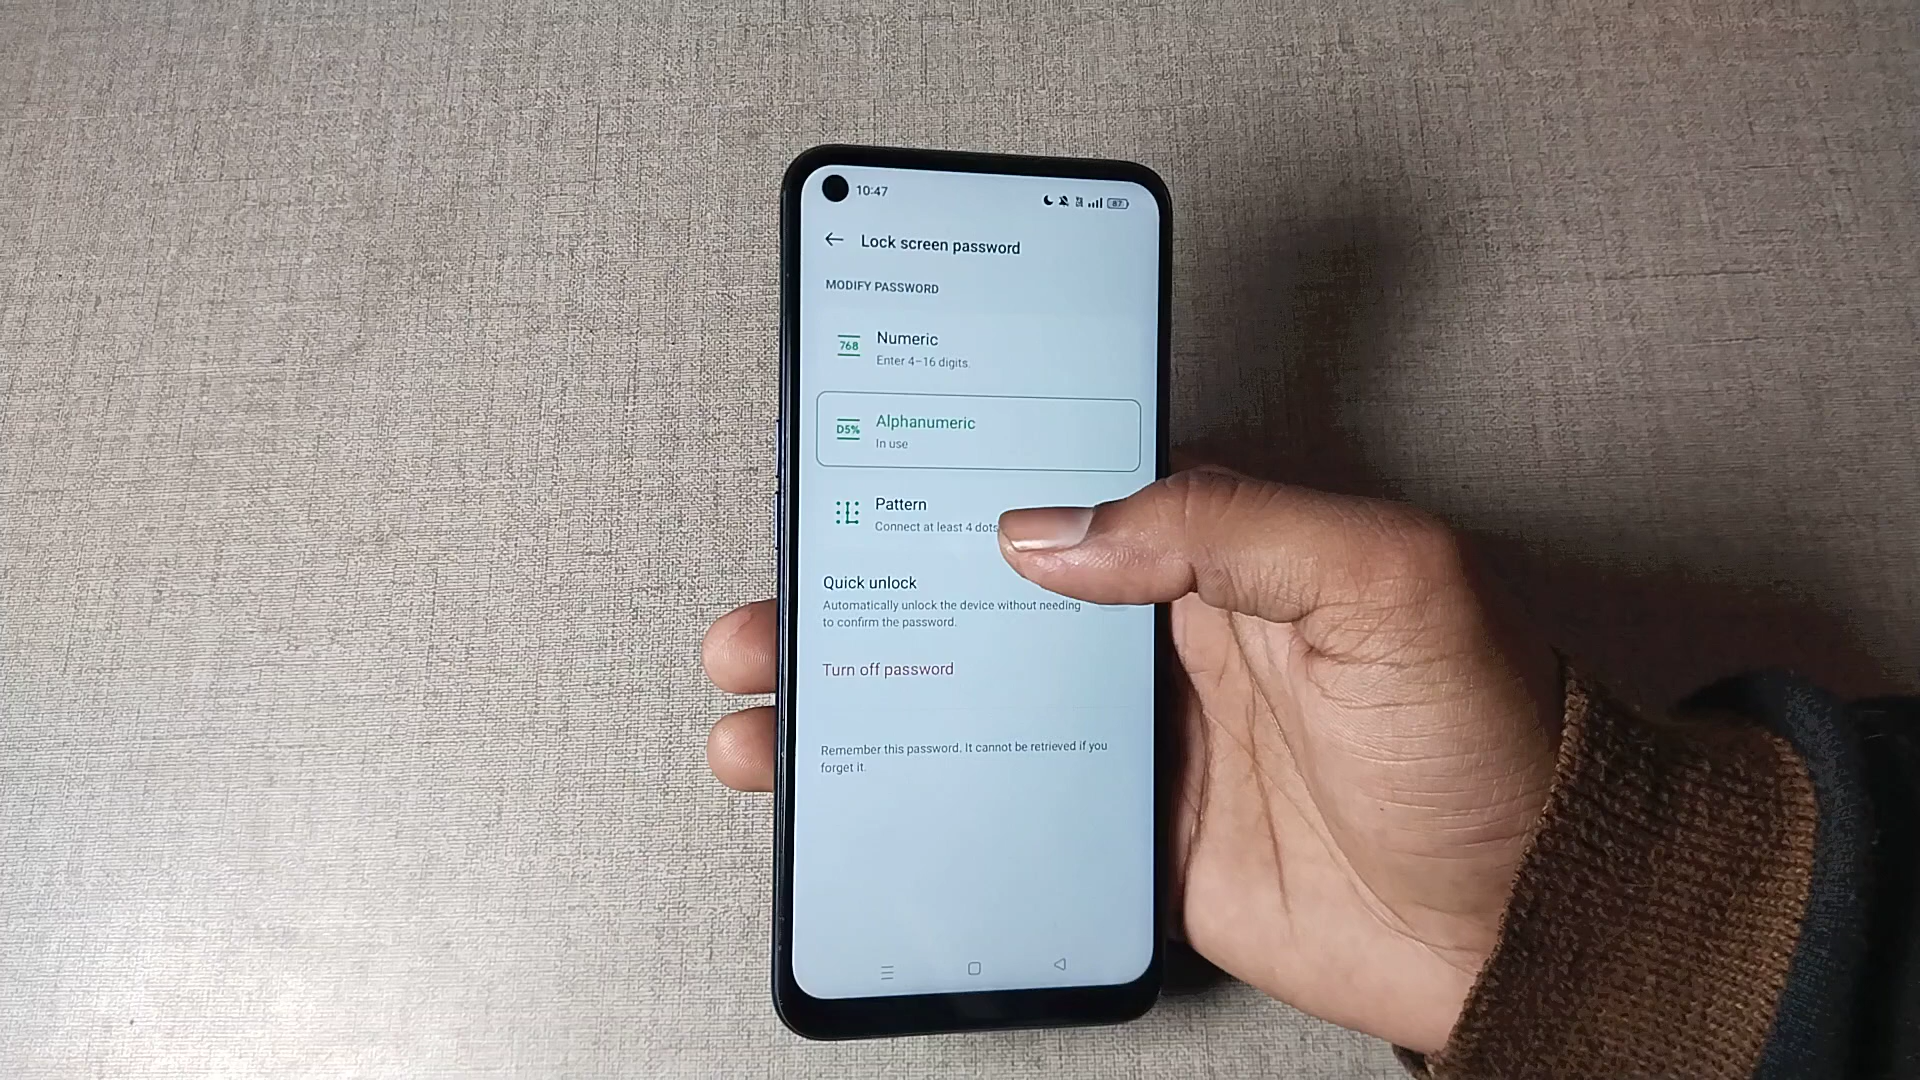 10:47
87
Lock screen password
MODIFY PASSWORD
768
Numeric
Enter 4–16 digits.
D5%
Alphanumeric
In use
Pattern
Connect at least 4 dots
Quick unlock
Automatically unlock the device without needing
to confirm the password.
Turn off password
Remember this password. It cannot be retrieved if you
forget it.